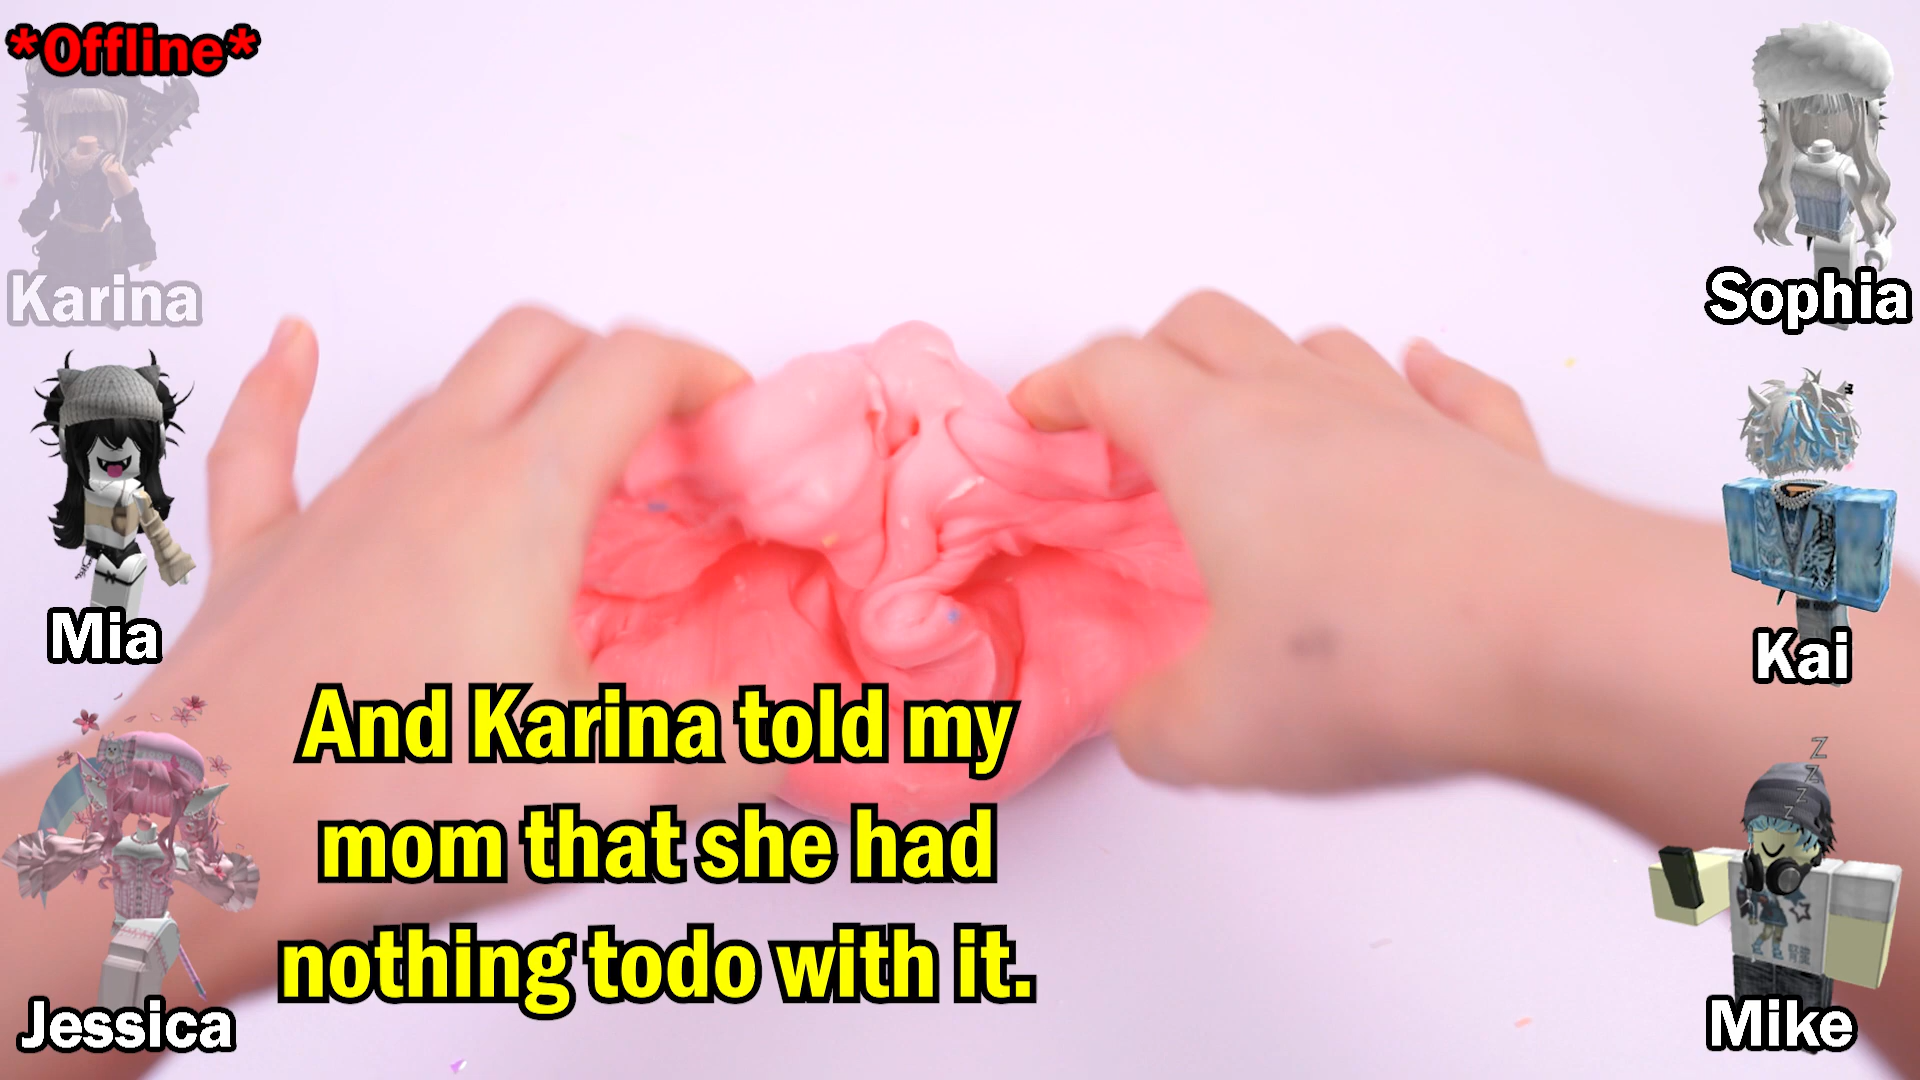 *Offline*
Karina
Sophia
Mia
Kai
And Karina told my
mom that she had
nothing todo with it.
Jessica
Mike